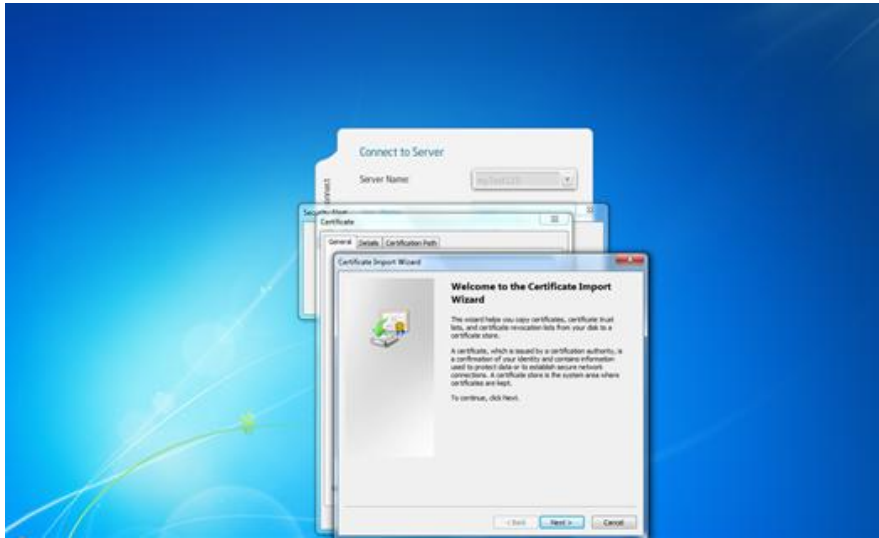 Connect to Server
Server Name:
Certificate
General Details Certification Path
Certificate Import Wizard
Welcome to the Certificate Import
Wizard
This wizard helps you copy certificates, certificate trust
lists, and certificate revocation lists from your disk to a
certificate store.
A certificate, which is issued by a certification authority, is
a confirmation of your identity and contains information
used to protect data or to establish secure network
connections. A certificate store is the system area where
certificates are kept.
To continue, click Next.
< Back Next > Cancel